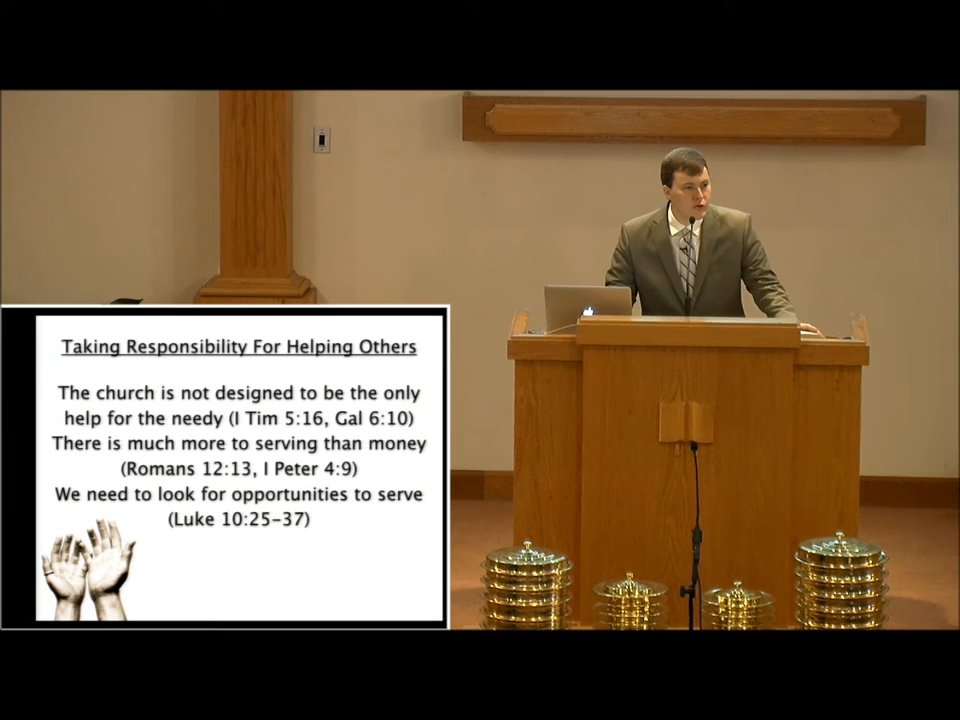 Taking Responsibility For Helping Others
The church is not designed to be the only
help for the needy (I Tim 5:16, Gal 6:10)
There is much more to serving than money
(Romans 12:13, I Peter 4:9)
We need to look for opportunities to serve
(Luke 10:25-37)